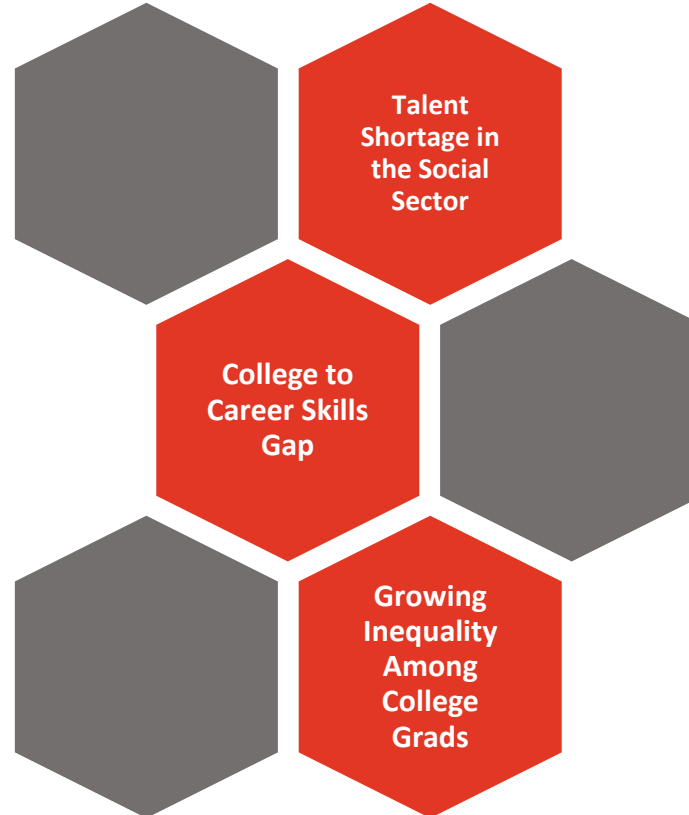 Talent
Shortage in
the Social
Sector
College to
Career Skills
Gap
Growing
Inequality
Among
College
Grads